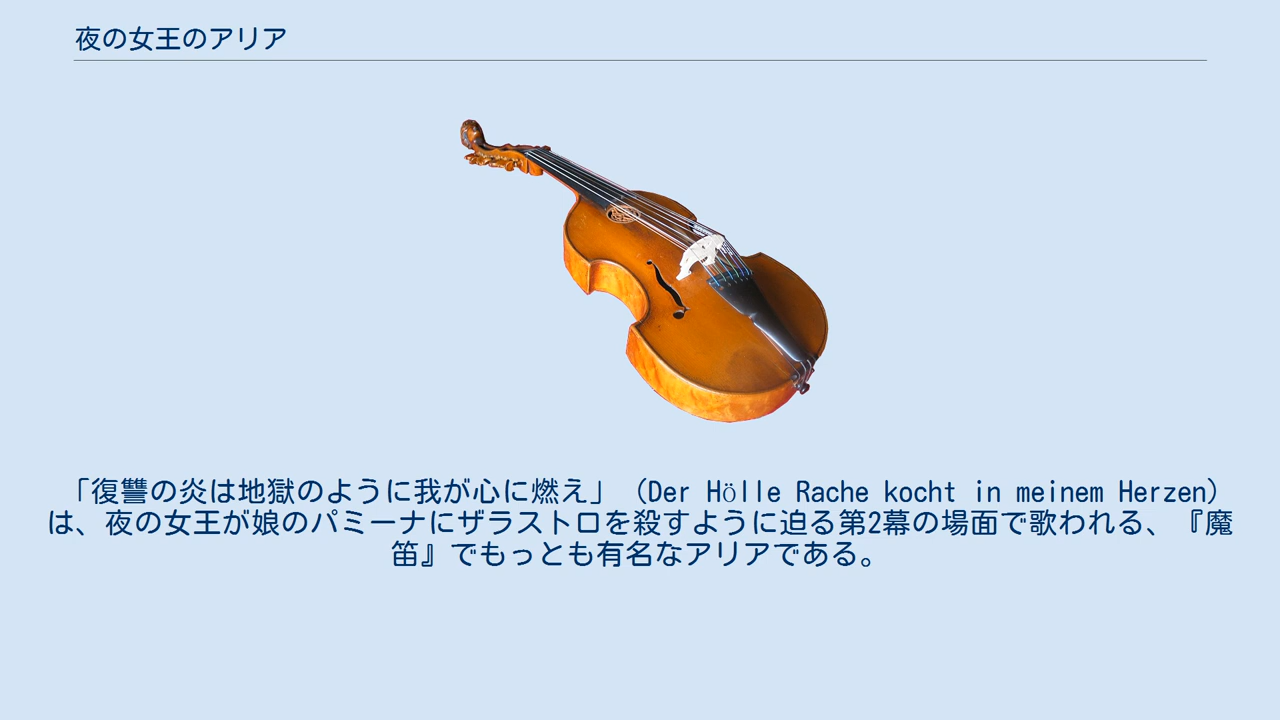 夜の女王のアリア
「復讐の炎は地獄のように我が心に燃え」（Der Hölle Rache kocht in meinem Herzen）
は、夜の女王が娘のパミーナにザラストロを殺すように迫る第2幕の場面で歌われる、『魔
笛』でもっとも有名なアリアである。